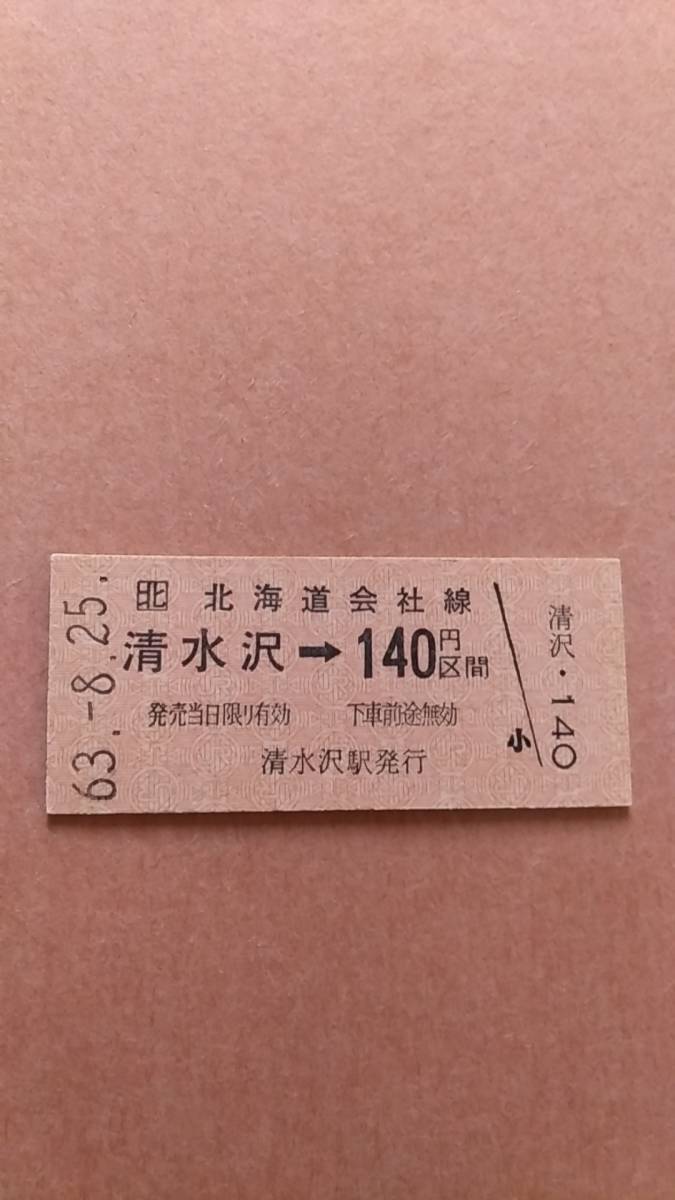 63.-8.25.
北 北海道会社線
清水沢➡140円区間
発売当日限り有効 下車前途無効
清水沢駅発行
小
清沢・140